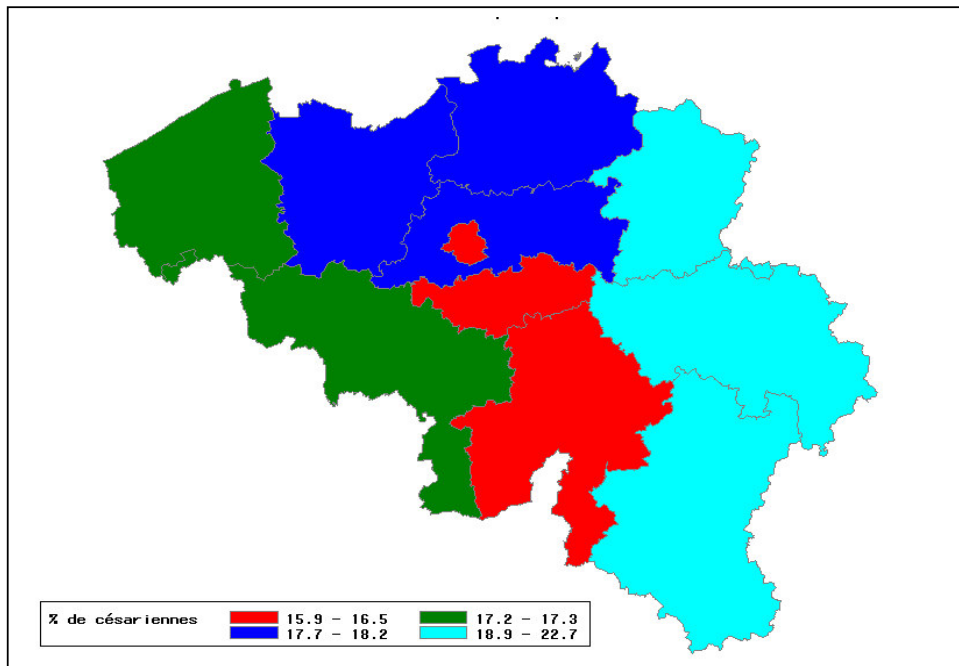 % de césariennes 15.9 – 16.5 17.2 – 17.3
17.7 – 18.2 18.9 – 22.7